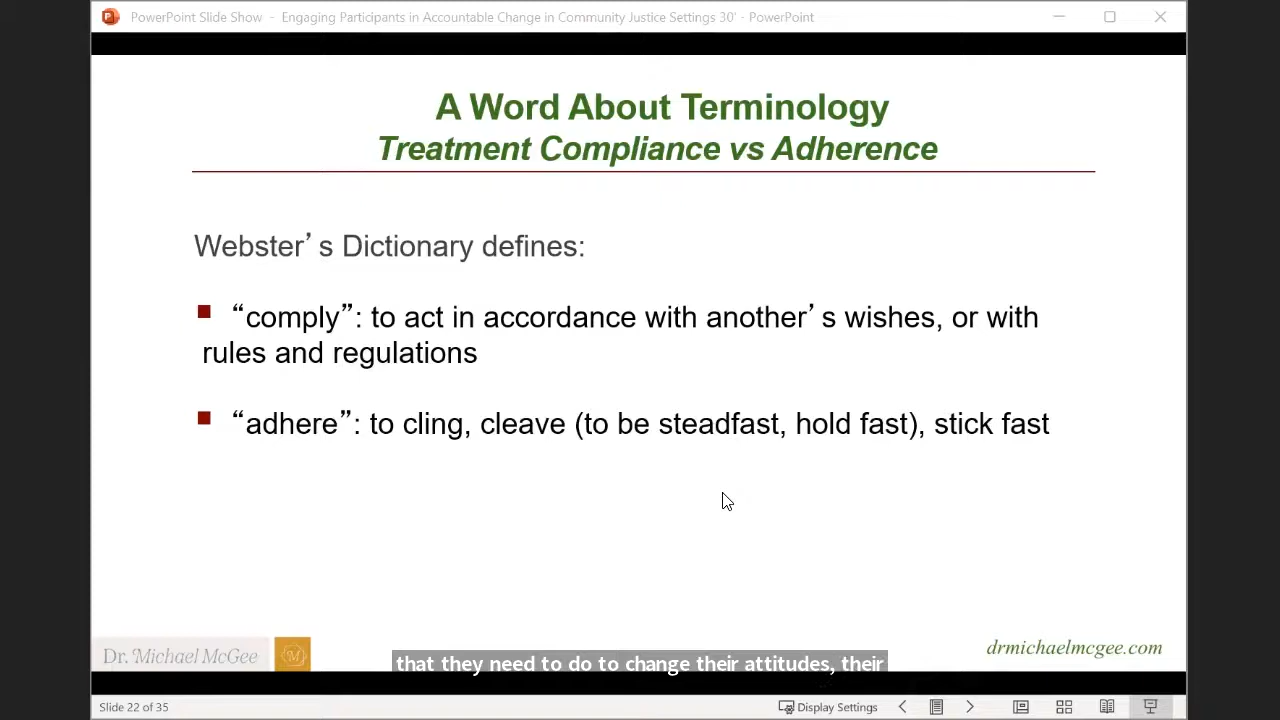 PowerPoint Slide Show - Engaging Participants in Accountable Change in Community Justice Settings 30' - PowerPoint
A Word About Terminology
Treatment Compliance vs Adherence
Webster’s Dictionary defines:
“comply”: to act in accordance with another’s wishes, or with
rules and regulations
“adhere”: to cling, cleave (to be steadfast, hold fast), stick fast
Dr. Michael McGee
M
drmichaelmcgee.com
that they need to do to change their attitudes, their
Slide 22 of 35
Display Settings